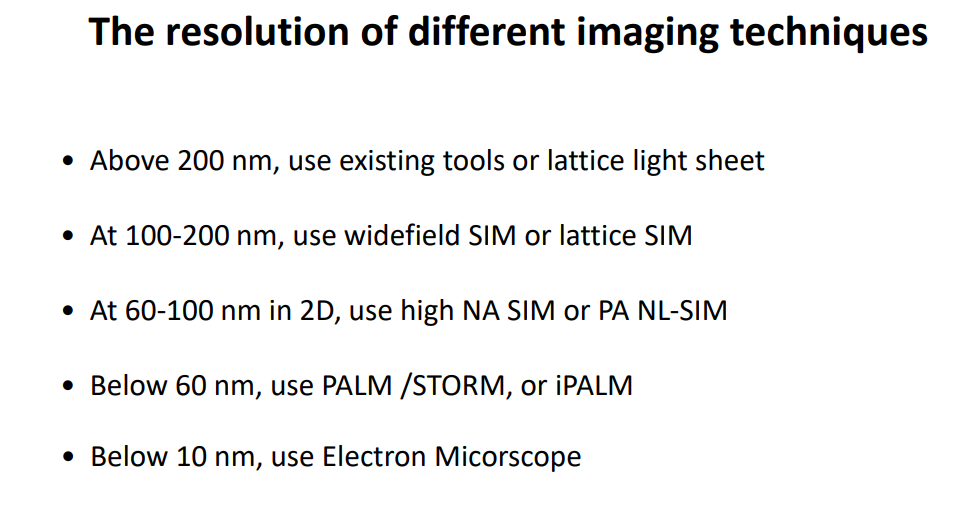 The resolution of different imaging techniques
• Above 200 nm, use existing tools or lattice light sheet
• At 100-200 nm, use widefield SIM or lattice SIM
• At 60-100 nm in 2D, use high NA SIM or PA NL-SIM
• Below 60 nm, use PALM /STORM, or iPALM
• Below 10 nm, use Electron Micorscope